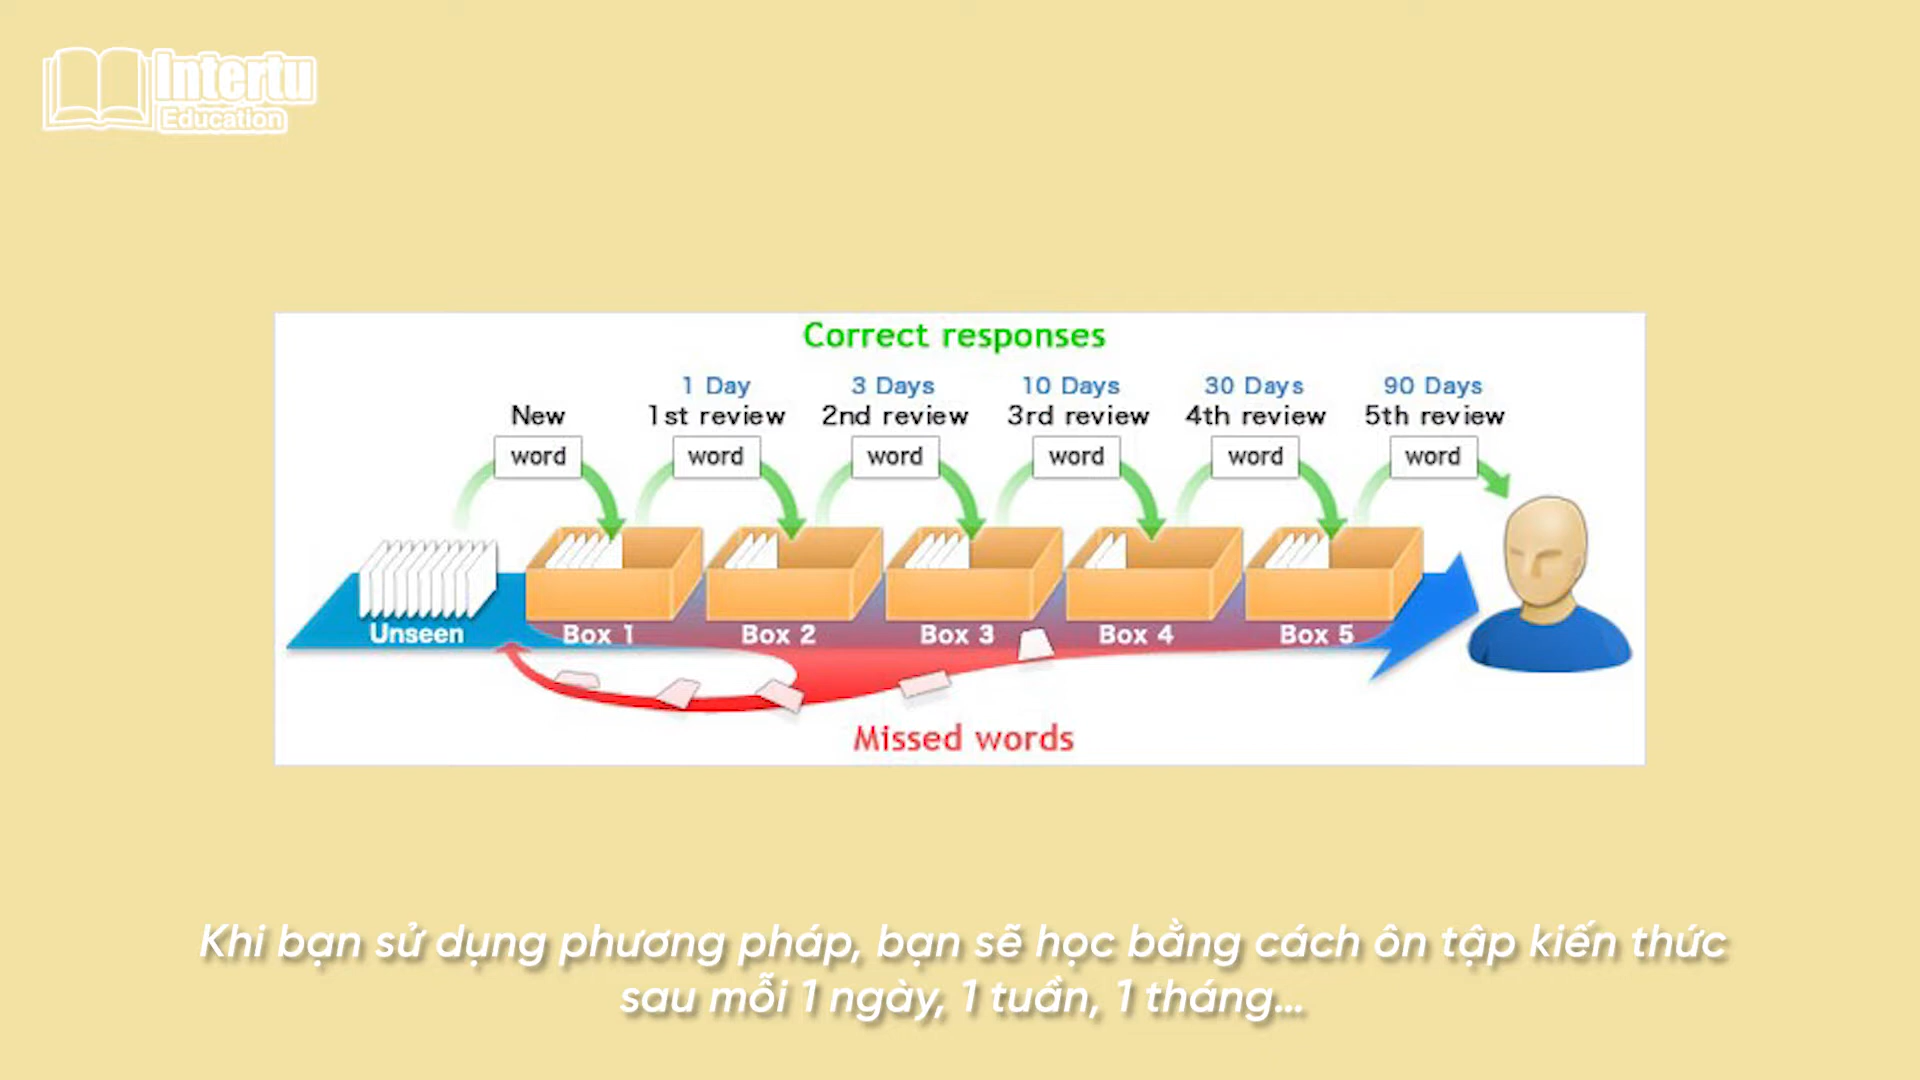 Intertu
Education
Correct responses
1 Day 3 Days 10 Days 30 Days 90 Days
New 1st review 2nd review 3rd review 4th review 5th review
word word word word word word
Unseen Box 1 Box 2 Box 3 Box 4 Box 5
Missed words
Khi bạn sử dụng phương pháp, bạn sẽ học bằng cách ôn tập kiến thức
sau mỗi 1 ngày, 1 tuần, 1 tháng...